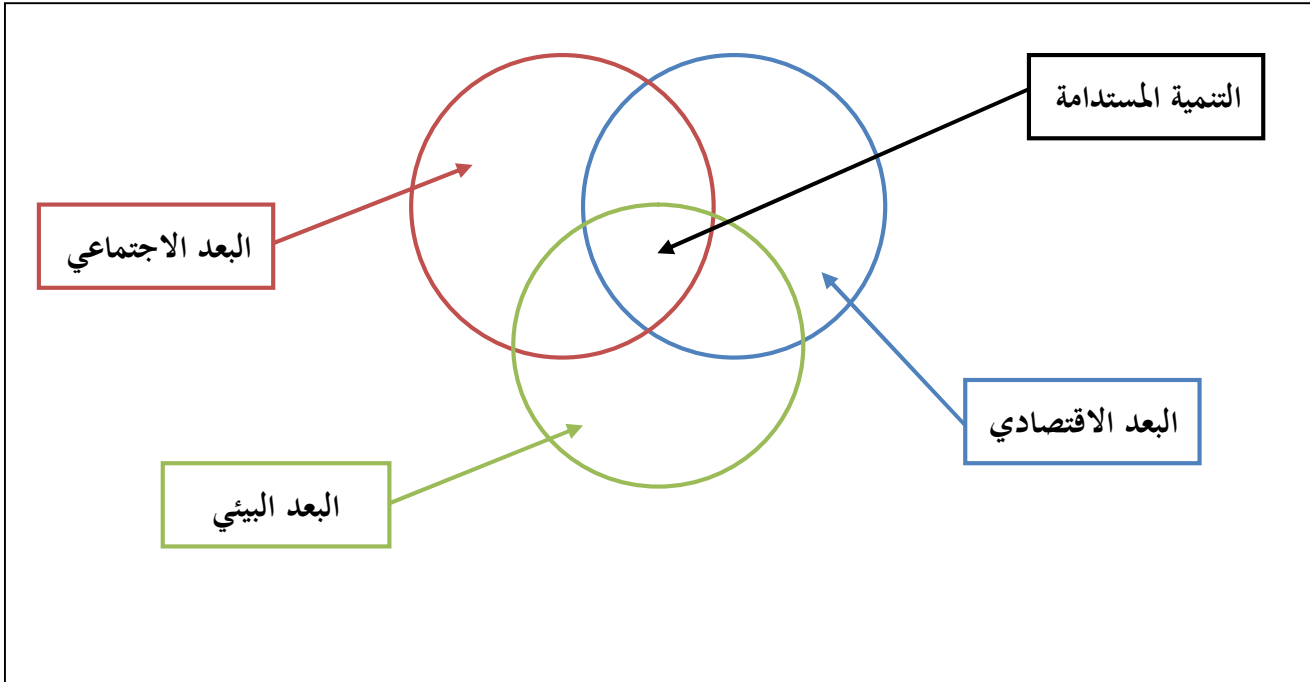 التنمية المستدامة
البعد الاجتماعي
البعد الاقتصادي
البعد البيئي